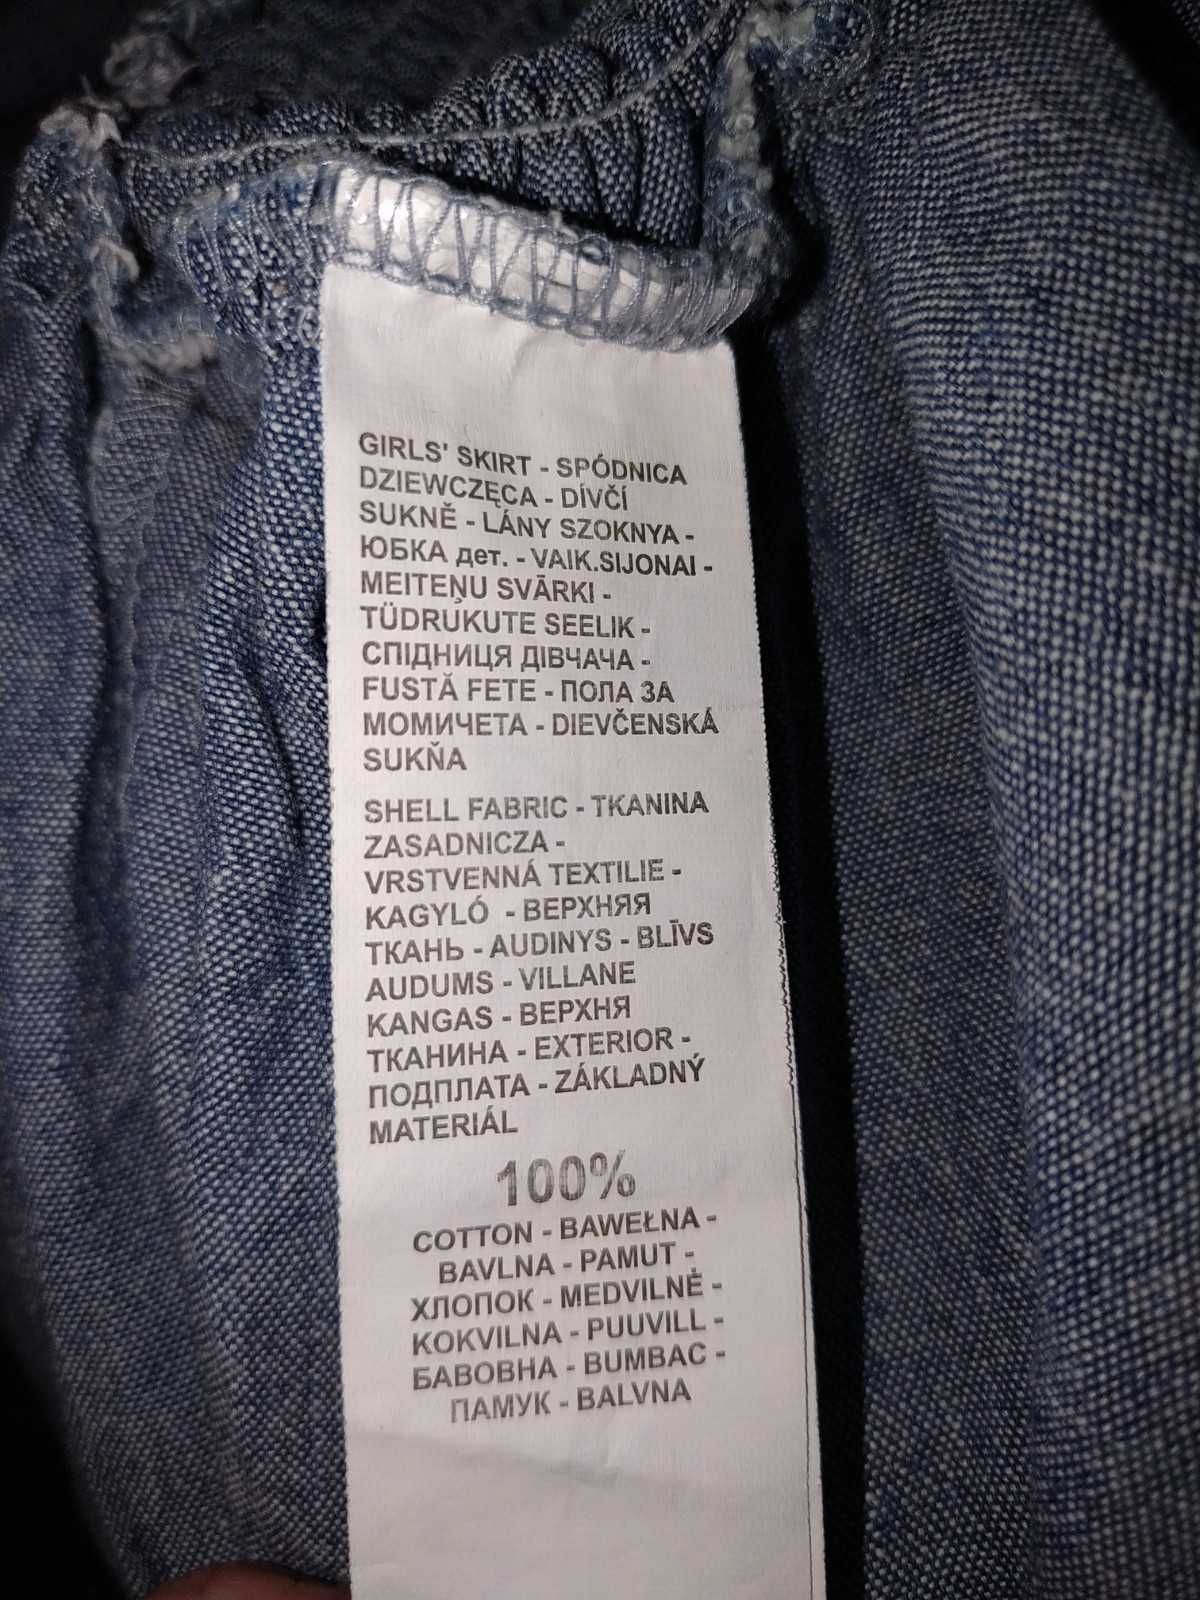 GIRLS' SKIRT - SPÓDNICA
DZIEWCZĘCA - DÍVČÍ
SUKNĚ - LÁNY SZOKNYA -
ЮБКА дет. - VAIK.SIJONAI -
MEITEŅU SVĀRKI -
TÜDRUKUTE SEELIK -
СПІДНИЦЯ ДІВЧАЧА -
FUSTĂ FETE - ПОЛА ЗА
МОМИЧЕТА - DIEVČENSKÁ
SUKŇA
SHELL FABRIC - TKANINA
ZASADNICZA -
VRSTVENNÁ TEXTILIE -
KAGYLÓ - ВЕРХНЯЯ
ТКАНЬ - AUDINYS - BLĪVS
AUDUMS - VILLANE
KANGAS - ВЕРХНЯ
ТКАНИНА - EXTERIOR -
ПОДПЛАТА - ZÁKLADNÝ
MATERIÁL
100%
COTTON - BAWEŁNA -
BAVLNA - PAMUT -
ХЛОПОК - MEDVILNĖ -
KOKVILNA - PUUVILL -
БАВОВНА - BUMBAC -
ПАМУК - BALVNA